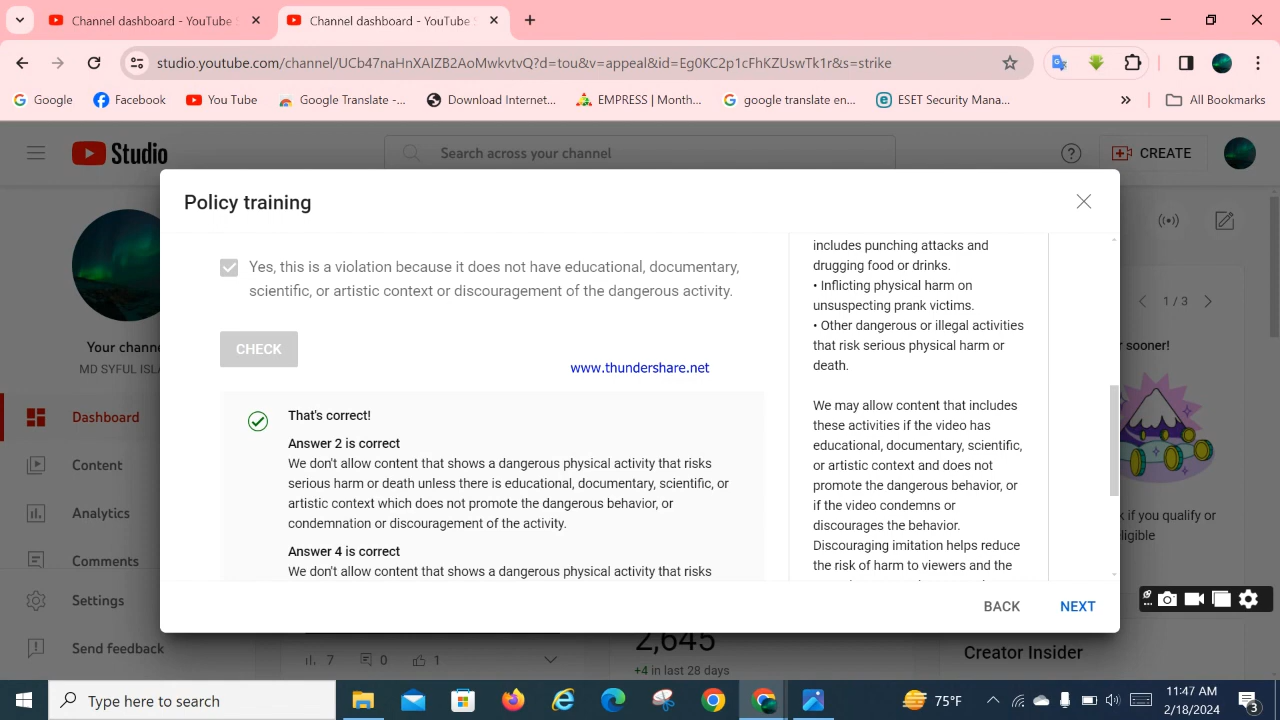 Channel dashboard - YouTube S
Channel dashboard - YouTube S
studio.youtube.com/channel/UCb47naHnXAIZB2AoMwkvtvQ?d=tou&v=appeal&id=Eg0KC2p1cFhKZUswTk1r&s=strike
Google
Facebook
You Tube
Google Translate -...
Download Internet...
EMPRESS | Month...
google translate en...
ESET Security Mana...
All Bookmarks
Studio
Search across your channel
CREATE
Policy training
Your chann
MD SYFUL ISLA
Dashboard
Content
Analytics
Comments
Settings
Send feedback
Yes, this is a violation because it does not have educational, documentary,
scientific, or artistic context or discouragement of the dangerous activity.
CHECK
www.thundershare.net
That's correct!
Answer 2 is correct
We don't allow content that shows a dangerous physical activity that risks
serious harm or death unless there is educational, documentary, scientific, or
artistic context which does not promote the dangerous behavior, or
condemnation or discouragement of the activity.
Answer 4 is correct
We don't allow content that shows a dangerous physical activity that risks
includes punching attacks and
drugging food or drinks.
• Inflicting physical harm on
unsuspecting prank victims.
• Other dangerous or illegal activities
that risk serious physical harm or
death.
We may allow content that includes
these activities if the video has
educational, documentary, scientific,
or artistic context and does not
promote the dangerous behavior, or
if the video condemns or
discourages the behavior.
Discouraging imitation helps reduce
the risk of harm to viewers and the
BACK
NEXT
1 / 3
sooner!
k if you qualify or
eligible
7
0
1
2,645
+4 in last 28 days
Creator Insider
Type here to search
75°F
11:47 AM
2/18/2024
3